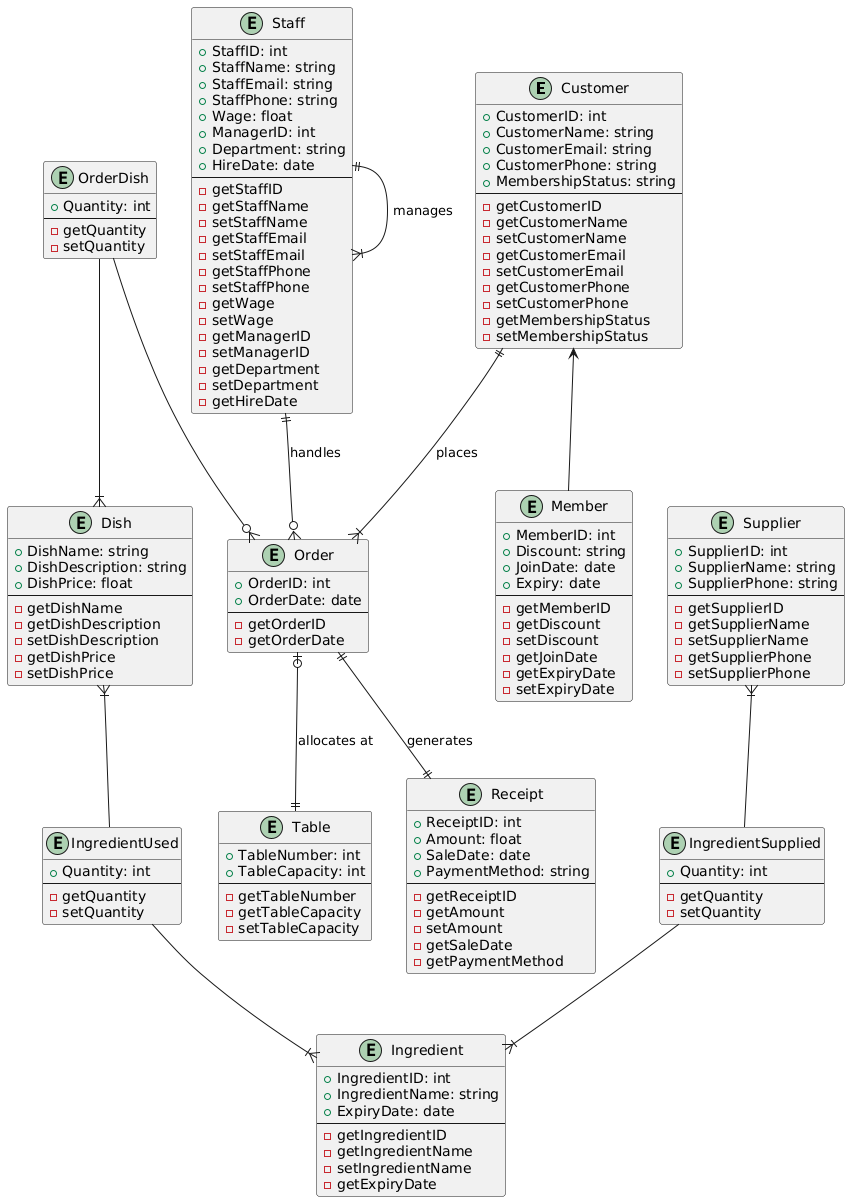 E Staff
StaffID: int
StaffName: string
StaffEmail: string
StaffPhone: string
Wage: float
ManagerID: int
Department: string
HireDate: date
getStaffID
getStaffName
setStaffName
getStaffEmail
setStaffEmail
getStaffPhone
setStaffPhone
getWage
setWage
getManagerID
setManagerID
getDepartment
setDepartment
getHireDate
manages
E Customer
CustomerID: int
CustomerName: string
CustomerEmail: string
CustomerPhone: string
MembershipStatus: string
getCustomerID
getCustomerName
setCustomerName
getCustomerEmail
setCustomerEmail
getCustomerPhone
setCustomerPhone
getMembershipStatus
setMembershipStatus
E OrderDish
Quantity: int
getQuantity
setQuantity
handles
places
E Dish
DishName: string
DishDescription: string
DishPrice: float
getDishName
getDishDescription
setDishDescription
getDishPrice
setDishPrice
E Order
OrderID: int
OrderDate: date
getOrderID
getOrderDate
E Member
MemberID: int
Discount: string
JoinDate: date
Expiry: date
getMemberID
getDiscount
setDiscount
getJoinDate
getExpiryDate
setExpiryDate
E Supplier
SupplierID: int
SupplierName: string
SupplierPhone: string
getSupplierID
getSupplierName
setSupplierName
getSupplierPhone
setSupplierPhone
allocates at
generates
E IngredientUsed
Quantity: int
getQuantity
setQuantity
E Table
TableNumber: int
TableCapacity: int
getTableNumber
getTableCapacity
setTableCapacity
E Receipt
ReceiptID: int
Amount: float
SaleDate: date
PaymentMethod: string
getReceiptID
getAmount
setAmount
getSaleDate
getPaymentMethod
E IngredientSupplied
Quantity: int
getQuantity
setQuantity
E Ingredient
IngredientID: int
IngredientName: string
ExpiryDate: date
getIngredientID
getIngredientName
setIngredientName
getExpiryDate